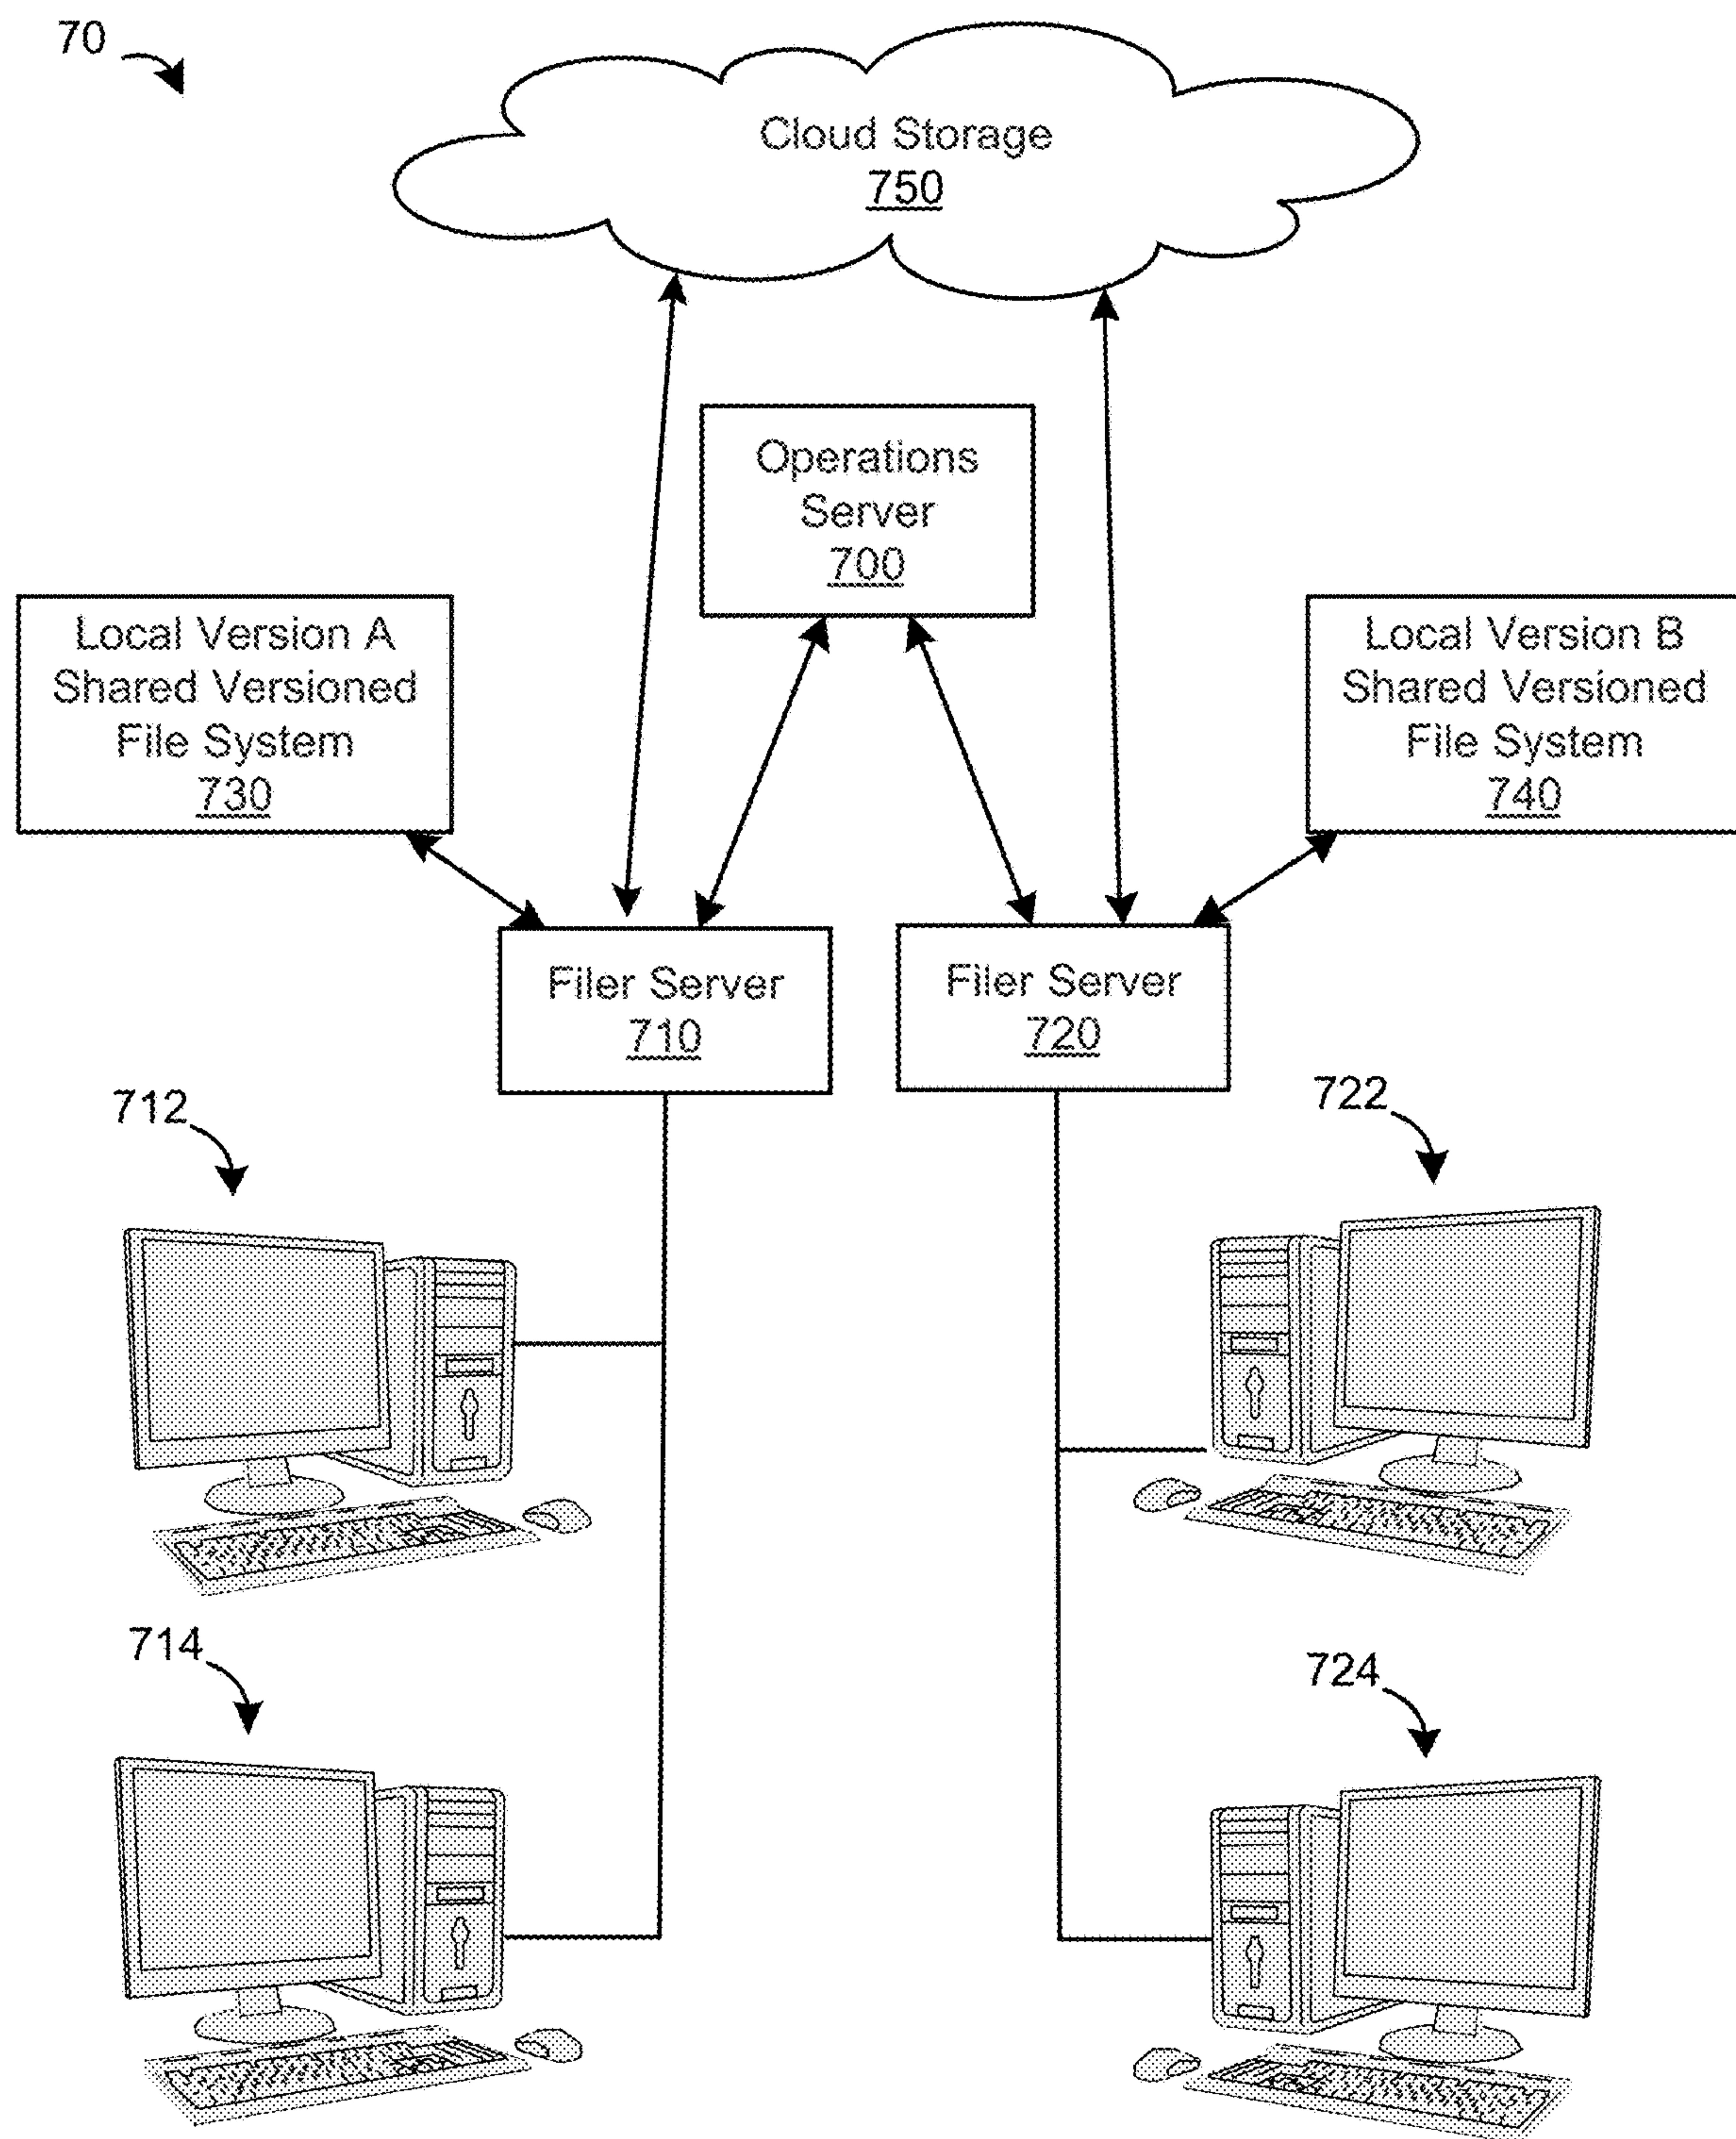 70
Cloud Storage
750
Operations
Server
700
Local Version A
Shared Versioned
File System
730
Local Version B
Shared Versioned
File System
740
Filer Server
710
Filer Server
720
712
722
714
724